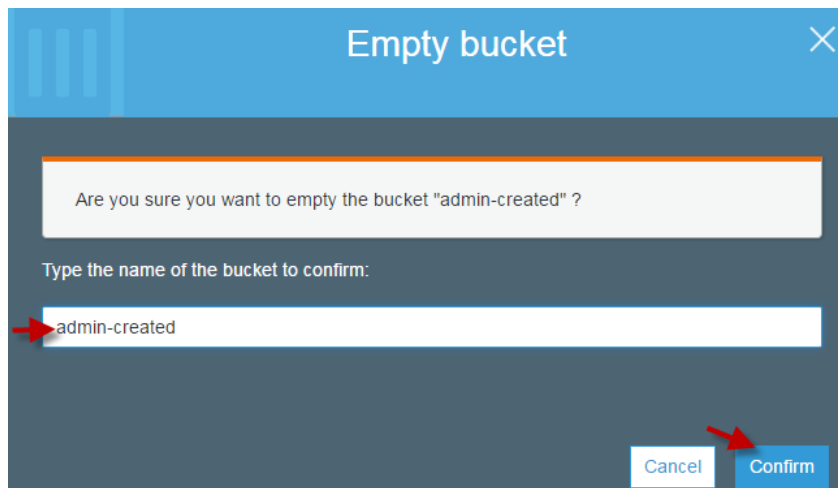 Empty bucket
Are you sure you want to empty the bucket "admin-created" ?
Type the name of the bucket to confirm:
admin-created
Cancel
Confirm